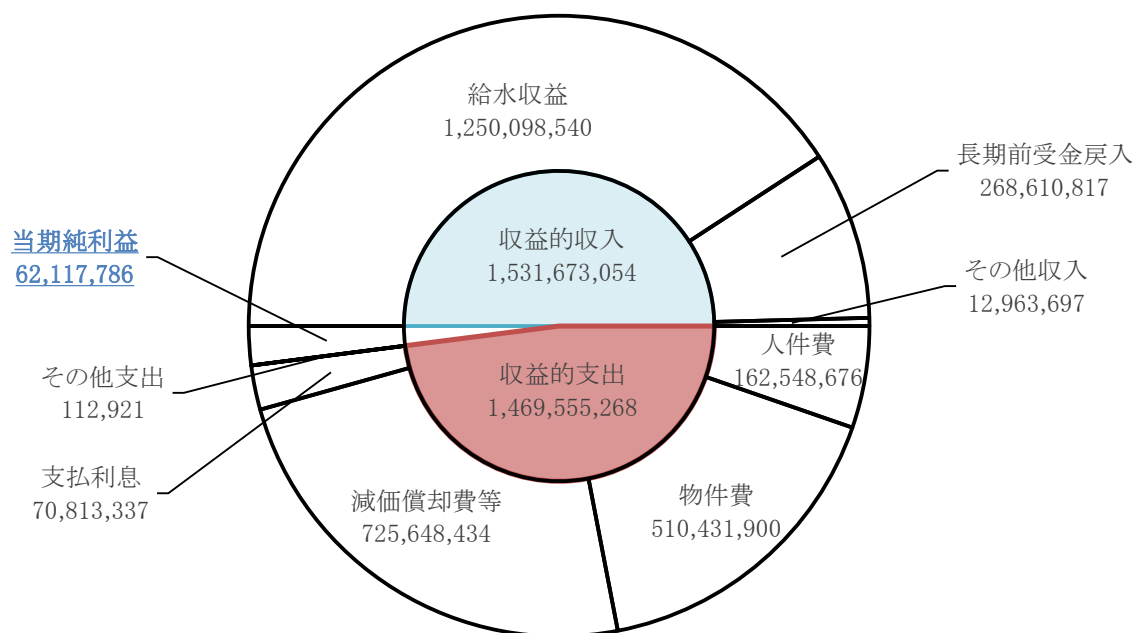 給水収益
1,250,098,540
長期前受金戻入
268,610,817
その他収入
12,963,697
収益的収入
1,531,673,054
当期純利益
62,117,786
その他支出
112,921
支払利息
70,813,337
収益的支出
1,469,555,268
人件費
162,548,676
物件費
510,431,900
減価償却費等
725,648,434